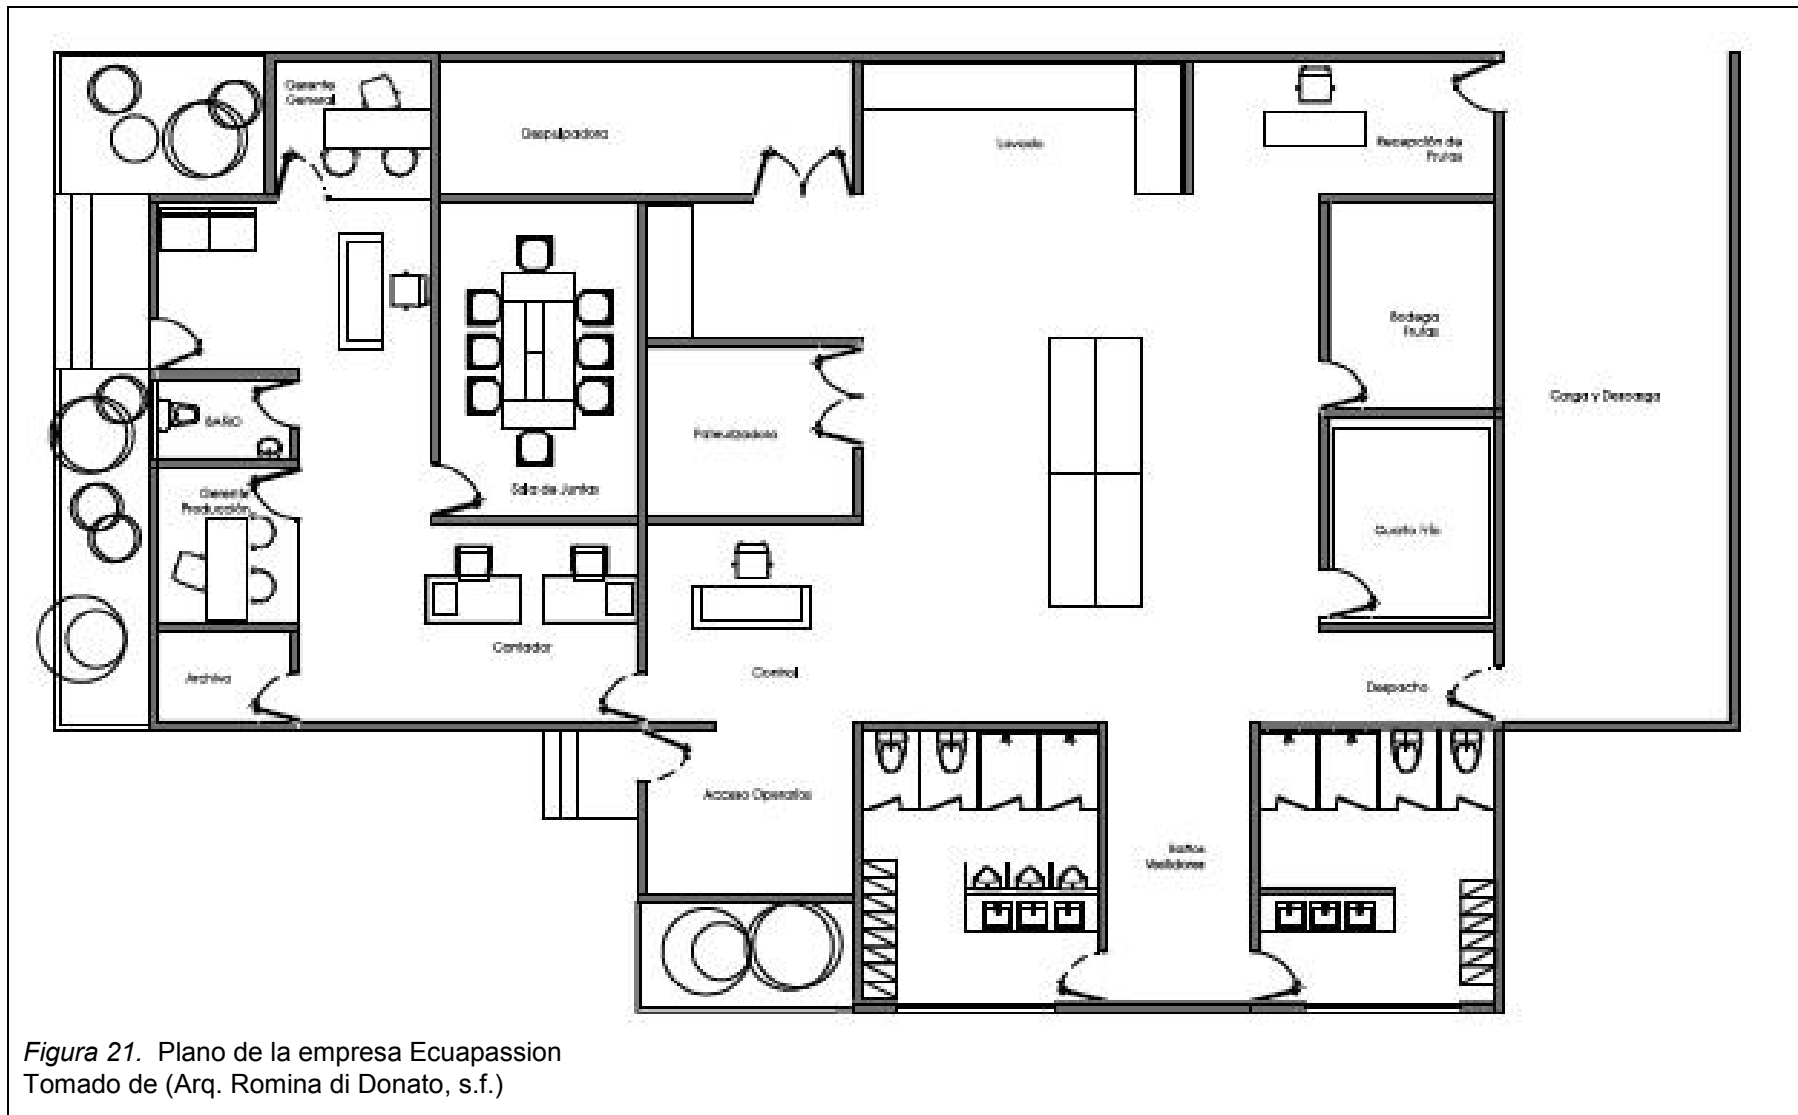 Gerente
General
Despulpadora
Lavado
Recepción de
Frutas
Bodega
Frutas
Carga y Descarga
BAÑO
Pateurizadora
Sala de Juntas
Gerente
Producción
Cuarto frío
Contador
Archivo
Control
Despacho
Acceso Operarios
Baños
Vestidores
Figura 21. Plano de la empresa Ecuapassion
Tomado de (Arq. Romina di Donato, s.f.)